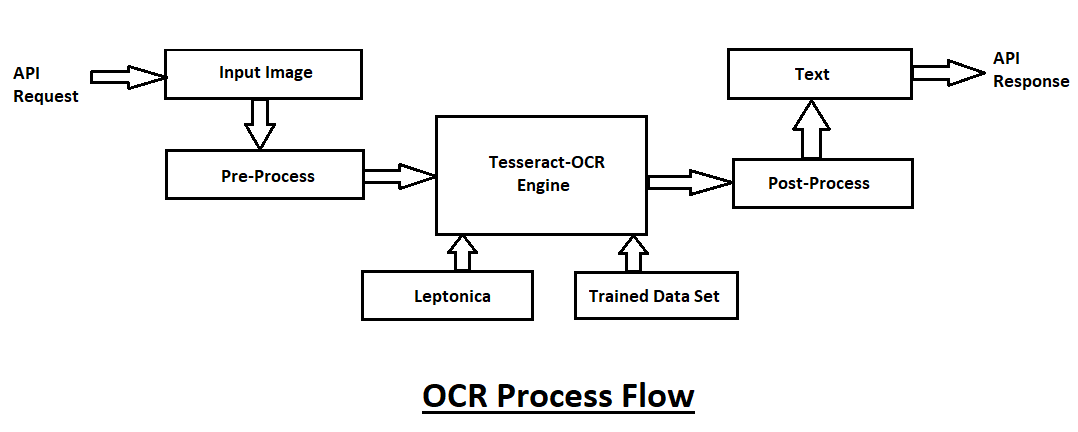 API
Request
Input Image
Pre-Process
Tesseract-OCR
Engine
Leptonica
Trained Data Set
Post-Process
Text
API
Response
OCR Process Flow